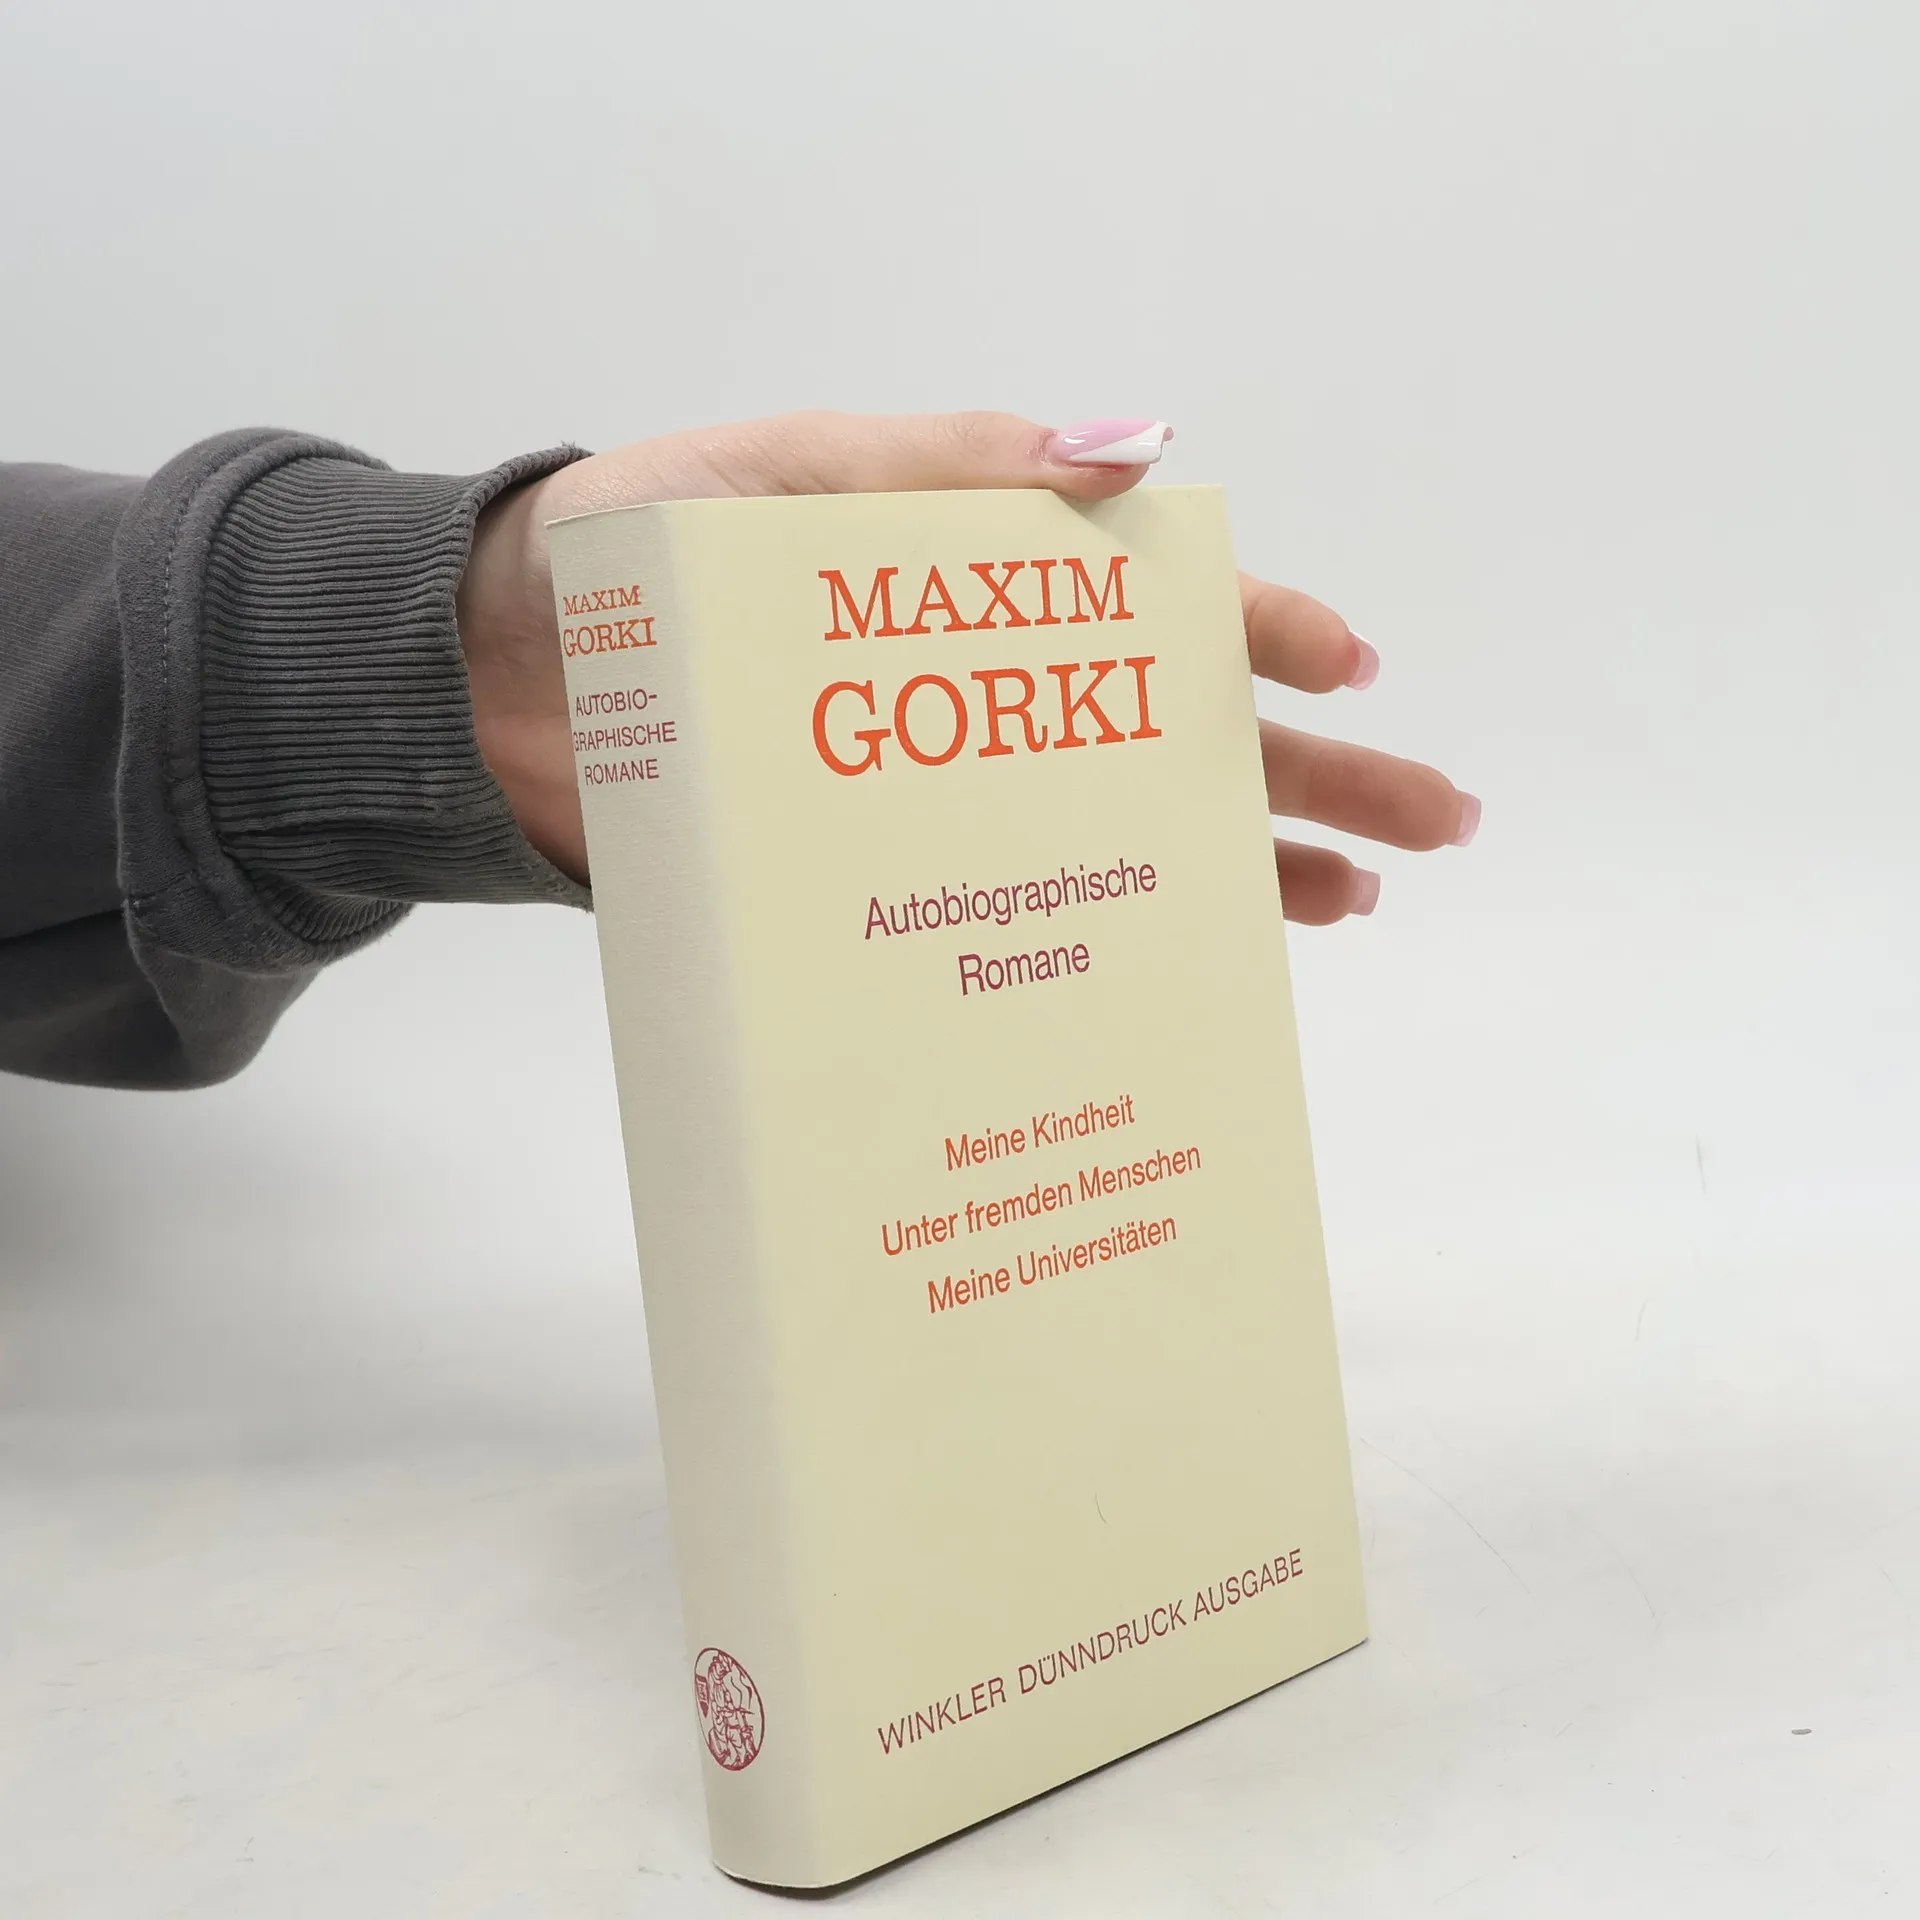 MAXIM
GORKI
AUTOBIO-
GRAPHISCHE
ROMANE
MAXIM
GORKI
Autobiographische
Romane
Meine Kindheit
Unter fremden Menschen
Meine Universitäten
WINKLER DÜNNDRUCK AUSGABE